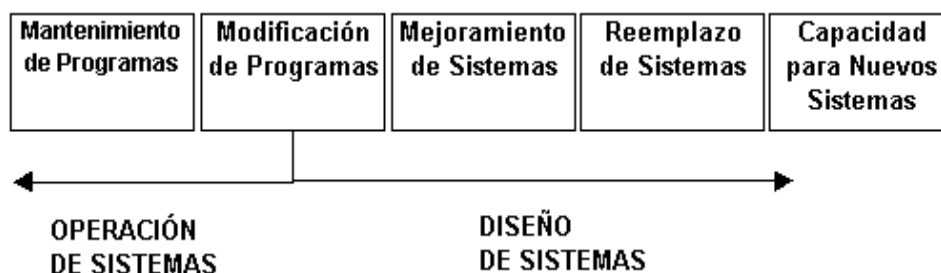 Mantenimiento
de Programas
Modificación
de Programas
Mejoramiento
de Sistemas
Reemplazo
de Sistemas
Capacidad
para Nuevos
Sistemas
OPERACIÓN
DE SISTEMAS
DISEÑO
DE SISTEMAS